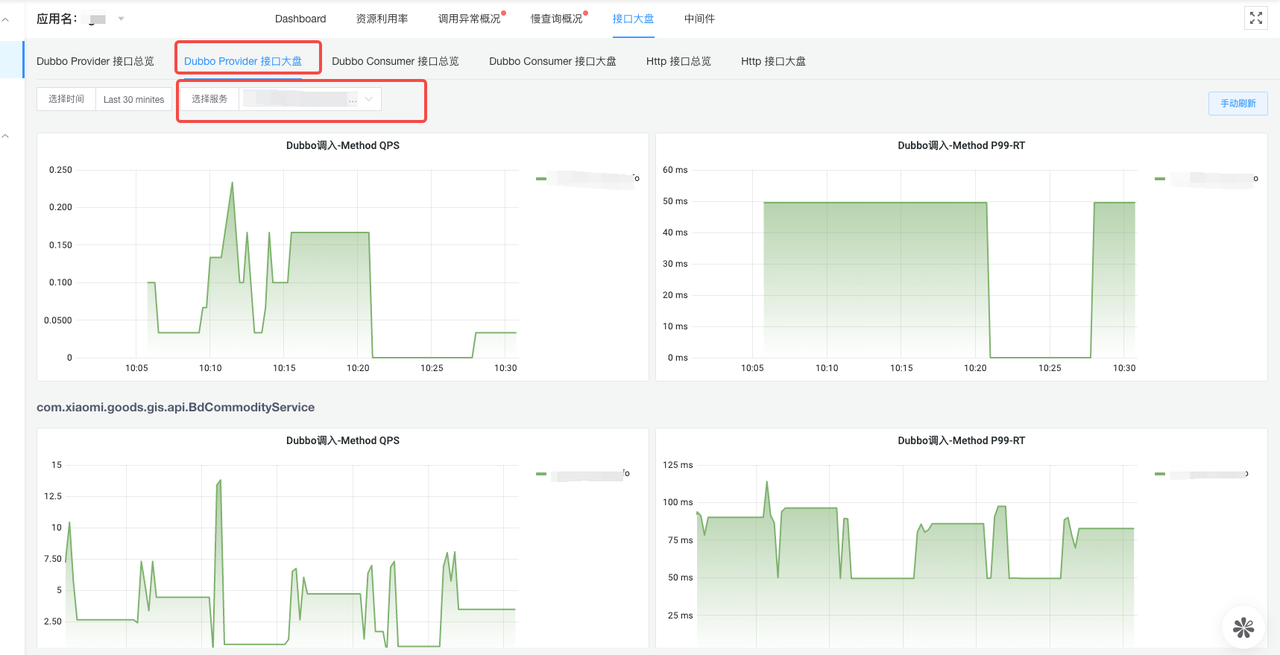 应用名：
Dashboard 资源利用率 调用异常概况 慢查询概况 接口大盘 中间件
Dubbo Provider 接口总览 Dubbo Provider 接口大盘 Dubbo Consumer 接口总览 Dubbo Consumer 接口大盘 Http 接口总览 Http 接口大盘
选择时间 Last 30 minites 选择服务 ... 手动刷新
Dubbo调入-Method QPS
0.250
0.200
0.150
0.100
0.0500
0
10:05 10:10 10:15 10:20 10:25 10:30
Dubbo调入-Method P99-RT
60 ms
50 ms
40 ms
30 ms
20 ms
10 ms
0 ms
10:05 10:10 10:15 10:20 10:25 10:30
com.xiaomi.goods.gis.api.BdCommodityService
Dubbo调入-Method QPS
15
12.5
10
7.50
5
2.50
Dubbo调入-Method P99-RT
125 ms
100 ms
75 ms
50 ms
25 ms